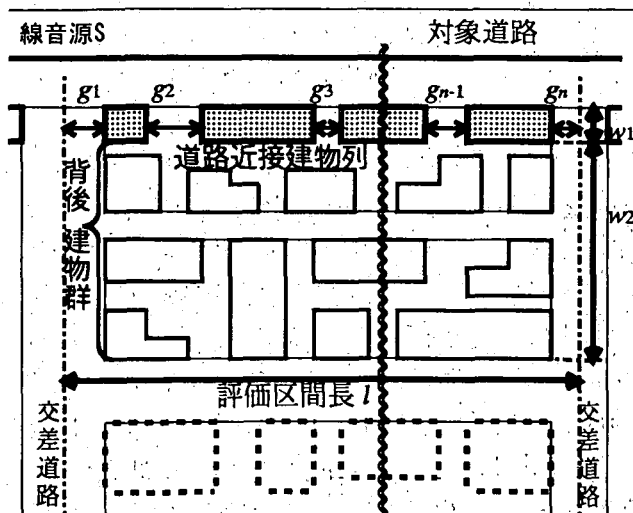 線音源S
対象道路
g1
g2
g3
gn-1
gn
w1
道路近接建物列
背後建物群
w2
評価区間長 l
交差道路
交差道路